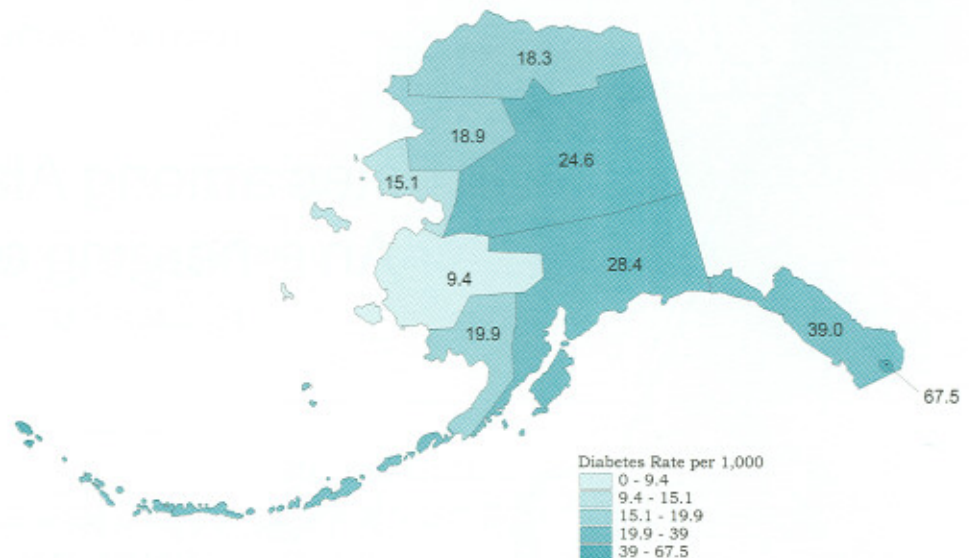 18.3
18.9
24.6
15.1
28.4
9.4
19.9
39.0
67.5
Diabetes Rate per 1,000
0 - 9.4
9.4 - 15.1
15.1 - 19.9
19.9 - 39
39 - 67.5